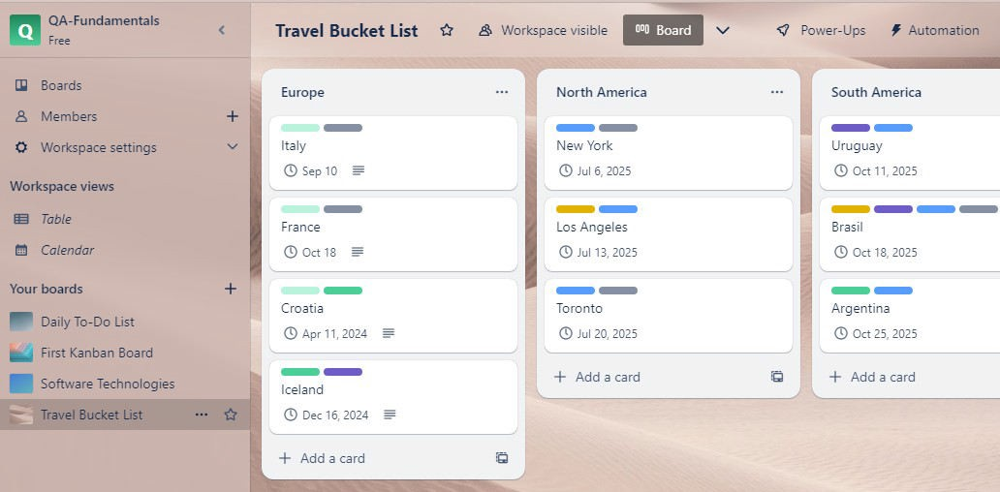 Q
QA-Fundamentals
Free
Boards
Members
Workspace settings
Workspace views
Table
Calendar
Your boards
Daily To-Do List
First Kanban Board
Software Technologies
Travel Bucket List
Travel Bucket List
Workspace visible
Board
Power-Ups
Automation
Europe
Italy
Sep 10
France
Oct 18
Croatia
Apr 11, 2024
Iceland
Dec 16, 2024
Add a card
North America
New York
Jul 6, 2025
Los Angeles
Jul 13, 2025
Toronto
Jul 20, 2025
Add a card
South America
Uruguay
Oct 11, 2025
Brasil
Oct 18, 2025
Argentina
Oct 25, 2025
Add a card